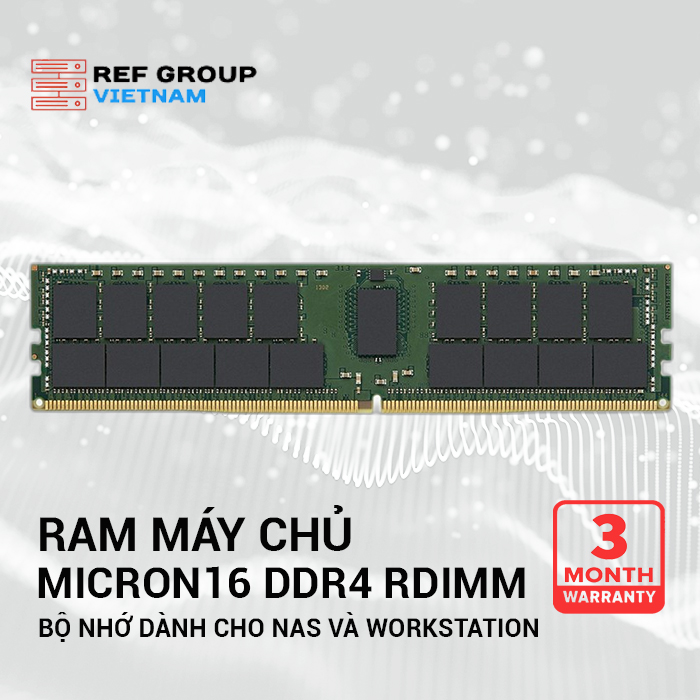 REF GROUP
VIETNAM
RAM MÁY CHỦ
MICRON16 DDR4 RDIMM
BỘ NHỚ DÀNH CHO NAS VÀ WORKSTATION
3
MONTH
WARRANTY